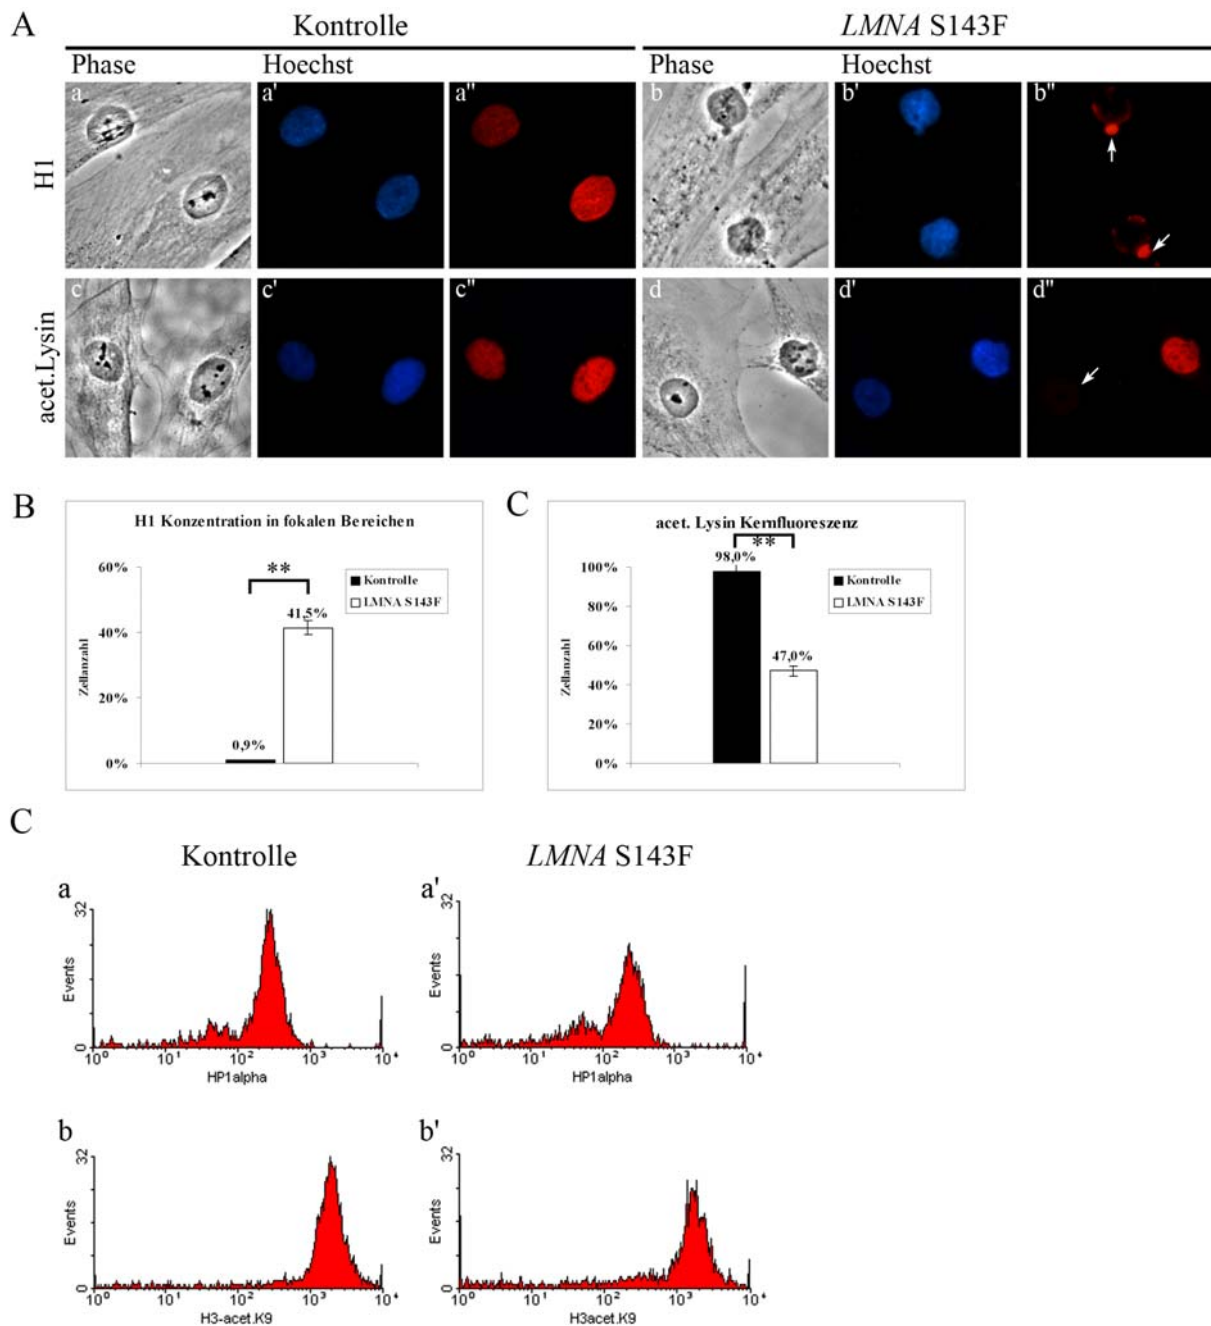 A
Kontrolle
LMNA S143F
Phase
Hoechst
Phase
Hoechst
H1
a
a'
a"
b
b'
b"
acet.Lysin
c
c'
c"
d
d'
d"
B
H1 Konzentration in fokalen Bereichen
Zellanzahl
60%
40%
20%
0%
**
0,9%
41,5%
Kontrolle
LMNA S143F
C
acet. Lysin Kernfluoreszenz
Zellanzahl
100%
80%
60%
40%
20%
0%
**
98,0%
47,0%
Kontrolle
LMNA S143F
C
Kontrolle
LMNA S143F
a
32
Events
0
10⁰ 10¹ 10² 10³ 10⁴
HP1alpha
a'
32
Events
0
10⁰ 10¹ 10² 10³ 10⁴
HP1alpha
b
32
Events
0
10⁰ 10¹ 10² 10³ 10⁴
H3-acet.K9
b'
32
Events
0
10⁰ 10¹ 10² 10³ 10⁴
H3acet.K9